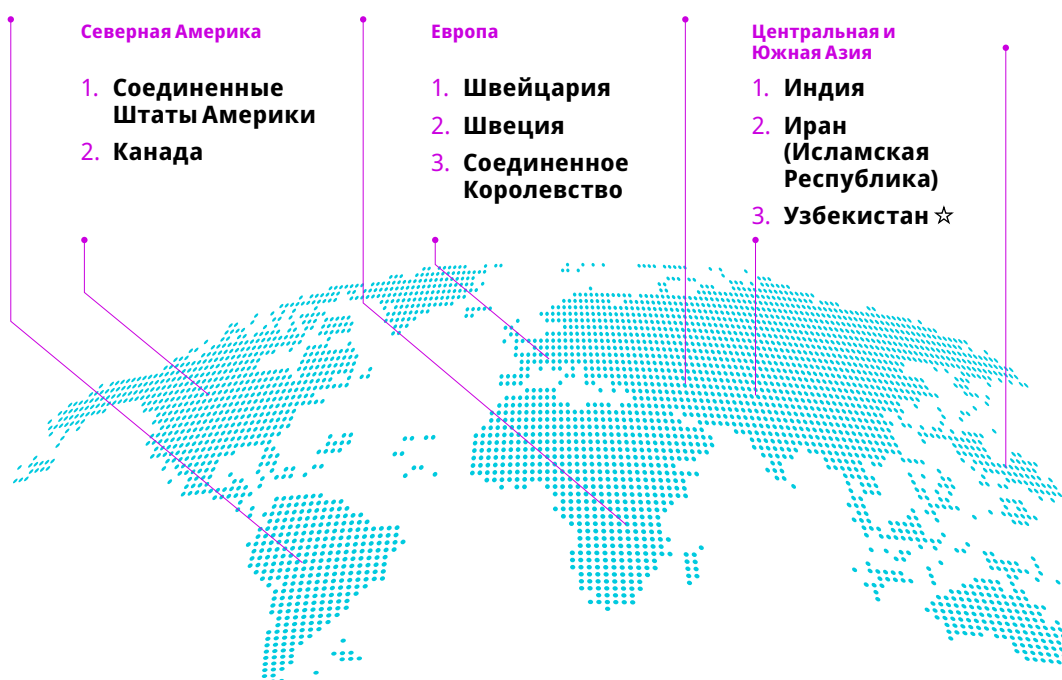 Северная Америка
1. Соединенные
Штаты Америки
2. Канада
Европа
1. Швейцария
2. Швеция
3. Соединенное
Королевство
Центральная и
Южная Азия
1. Индия
2. Иран
(Исламская
Республика)
3. Узбекистан ☆